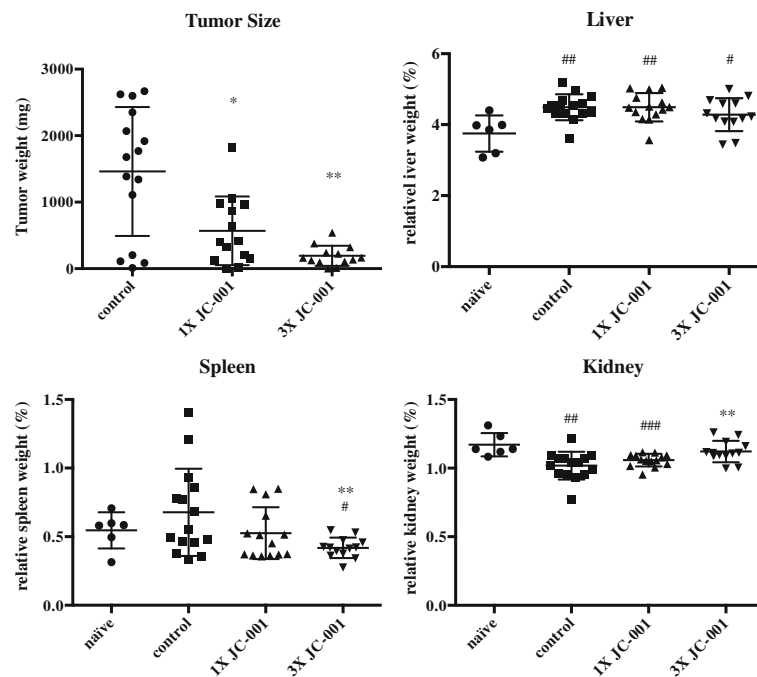 Tumor Size
Tumor weight (mg)
3000
2000
1000
0
*
**
control
1X JC-001
3X JC-001
Liver
relativel iver weight (%)
6
4
2
0
##
##
#
naïve
control
1X JC-001
3X JC-001
Spleen
relative spleen weight (%)
1.5
1.0
0.5
0.0
**
#
naïve
control
1X JC-001
3X JC-001
Kidney
relative kidney weight (%)
1.5
1.0
0.5
0.0
##
###
**
naïve
control
1X JC-001
3X JC-001